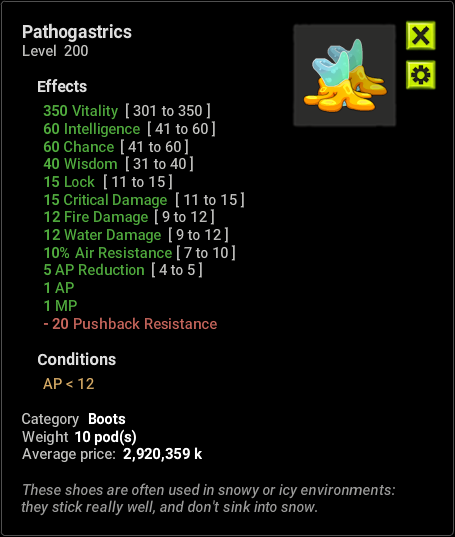 Pathogastrics
Level 200
Effects
350 Vitality [ 301 to 350 ]
60 Intelligence [ 41 to 60 ]
60 Chance [ 41 to 60 ]
40 Wisdom [ 31 to 40 ]
15 Lock [ 11 to 15 ]
15 Critical Damage [ 11 to 15 ]
12 Fire Damage [ 9 to 12 ]
12 Water Damage [ 9 to 12 ]
10% Air Resistance [ 7 to 10 ]
5 AP Reduction [ 4 to 5 ]
1 AP
1 MP
- 20 Pushback Resistance
Conditions
AP < 12
Category Boots
Weight 10 pod(s)
Average price: 2,920,359 k
These shoes are often used in snowy or icy environments:
they stick really well, and don't sink into snow.